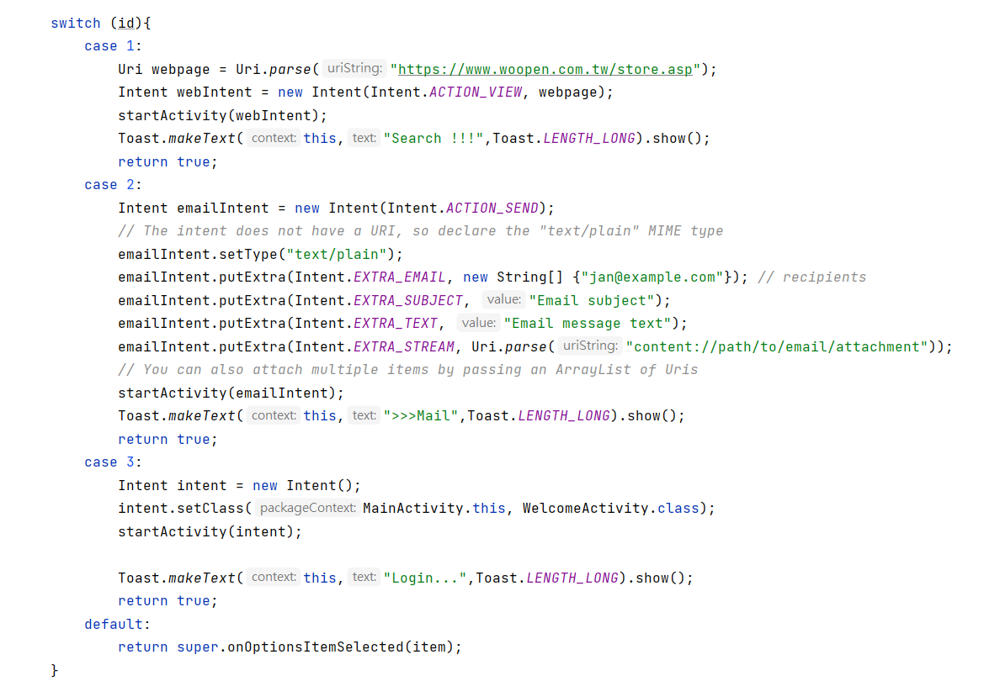 switch (id){
case 1:
Uri webpage = Uri.parse( uriString: "https://www.woopen.com.tw/store.asp");
Intent webIntent = new Intent(Intent.ACTION_VIEW, webpage);
startActivity(webIntent);
Toast.makeText( context: this, text: "Search !!!",Toast.LENGTH_LONG).show();
return true;
case 2:
Intent emailIntent = new Intent(Intent.ACTION_SEND);
// The intent does not have a URI, so declare the "text/plain" MIME type
emailIntent.setType("text/plain");
emailIntent.putExtra(Intent.EXTRA_EMAIL, new String[] {"jan@example.com"}); // recipients
emailIntent.putExtra(Intent.EXTRA_SUBJECT, value: "Email subject");
emailIntent.putExtra(Intent.EXTRA_TEXT, value: "Email message text");
emailIntent.putExtra(Intent.EXTRA_STREAM, Uri.parse( uriString: "content://path/to/email/attachment"));
// You can also attach multiple items by passing an ArrayList of Uris
startActivity(emailIntent);
Toast.makeText( context: this, text: ">>>Mail",Toast.LENGTH_LONG).show();
return true;
case 3:
Intent intent = new Intent();
intent.setClass( packageContext: MainActivity.this, WelcomeActivity.class);
startActivity(intent);
Toast.makeText( context: this, text: "Login...",Toast.LENGTH_LONG).show();
return true;
default:
return super.onOptionsItemSelected(item);
}